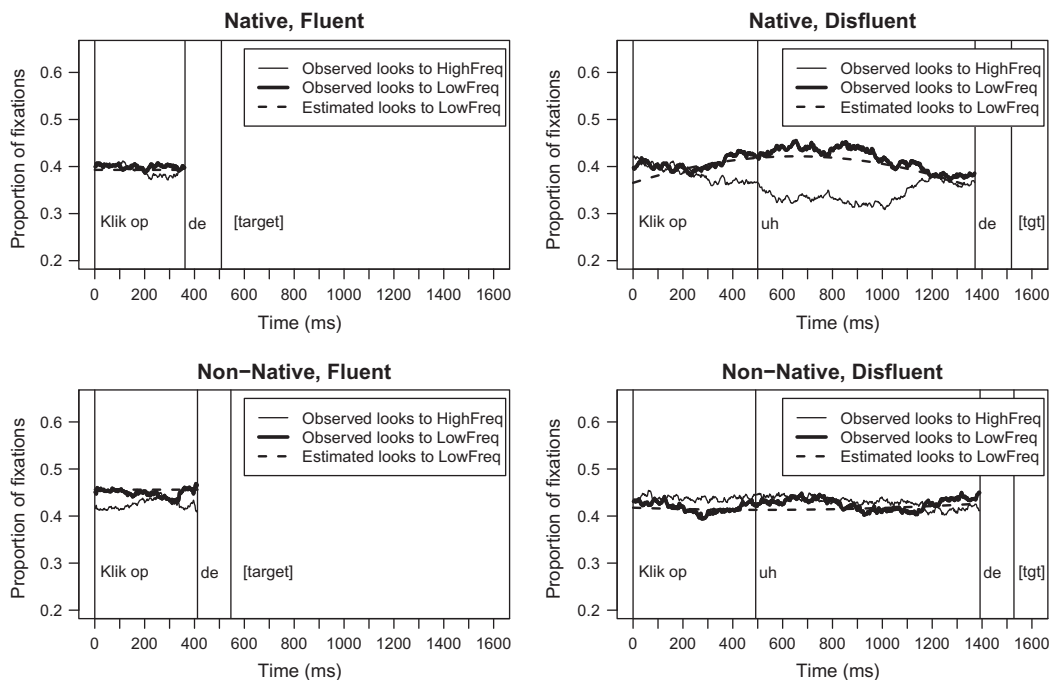 Native, Fluent
Proportion of fixations
0.6
0.5
0.4
0.3
0.2
Observed looks to HighFreq
Observed looks to LowFreq
Estimated looks to LowFreq
Klik op
de
[target]
0 200 400 600 800 1000 1200 1400 1600
Time (ms)
Native, Disfluent
Proportion of fixations
0.6
0.5
0.4
0.3
0.2
Observed looks to HighFreq
Observed looks to LowFreq
Estimated looks to LowFreq
Klik op
uh
de
[tgt]
0 200 400 600 800 1000 1200 1400 1600
Time (ms)
Non−Native, Fluent
Proportion of fixations
0.6
0.5
0.4
0.3
0.2
Observed looks to HighFreq
Observed looks to LowFreq
Estimated looks to LowFreq
Klik op
de
[target]
0 200 400 600 800 1000 1200 1400 1600
Time (ms)
Non−Native, Disfluent
Proportion of fixations
0.6
0.5
0.4
0.3
0.2
Observed looks to HighFreq
Observed looks to LowFreq
Estimated looks to LowFreq
Klik op
uh
de
[tgt]
0 200 400 600 800 1000 1200 1400 1600
Time (ms)